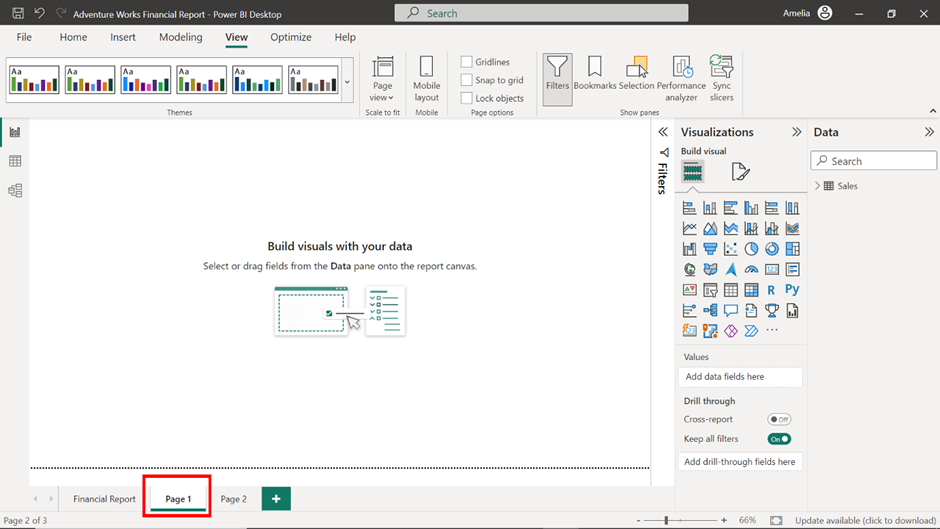 Adventure Works Financial Report - Power BI Desktop
Search
Amelia
File Home Insert Modeling View Optimize Help
Aa Aa Aa Aa Aa Aa
Page view
Mobile layout
Gridlines
Snap to grid
Lock objects
Filters
Bookmarks
Selection
Performance analyzer
Sync slicers
Themes
Scale to fit
Mobile
Page options
Show panes
Build visuals with your data
Select or drag fields from the Data pane onto the report canvas.
Filters
Visualizations
Build visual
123
R Py
Values
Add data fields here
Drill through
Cross-report
Off
Keep all filters
On
Add drill-through fields here
Data
Search
Sales
Financial Report Page 1 Page 2 +
Page 2 of 3
- + 66%
Update available (click to download)